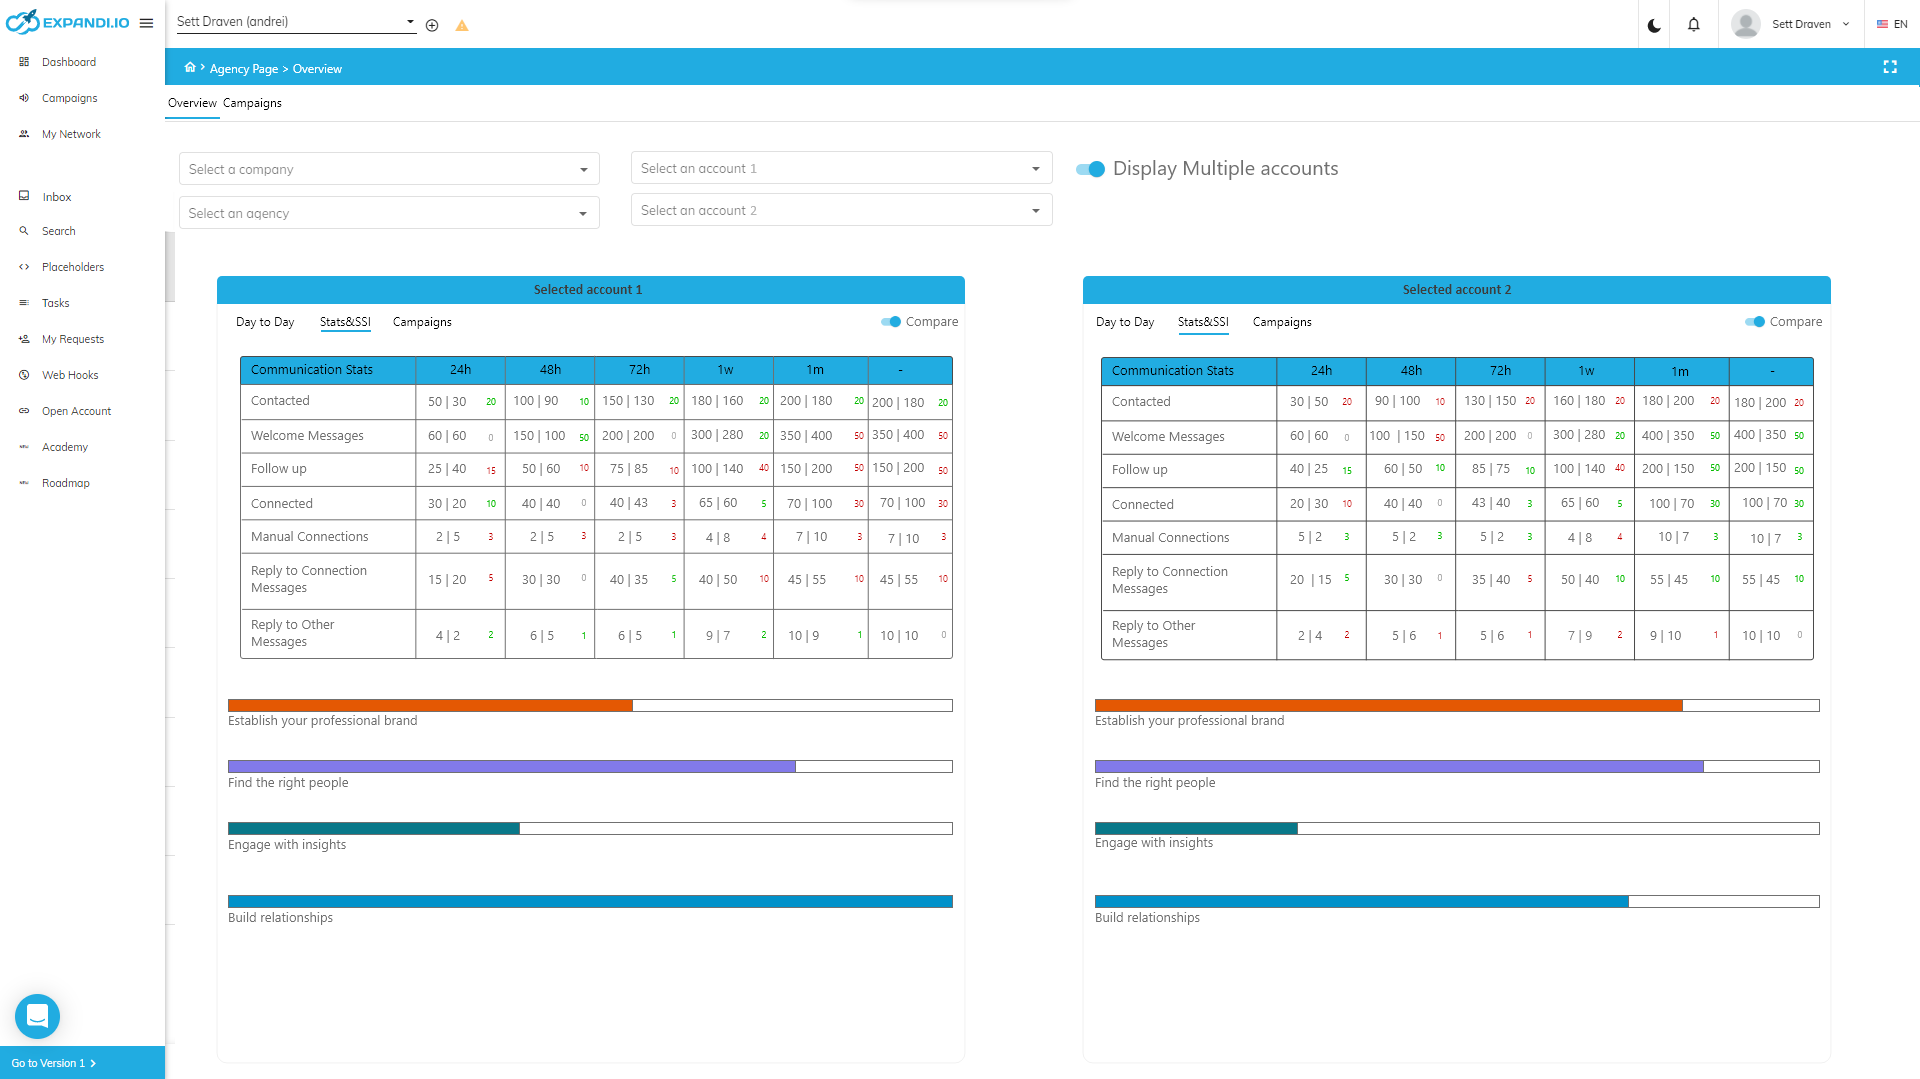 EXPANDI.IO
Sett Draven (andrei)
Sett Draven
EN
Dashboard
Campaigns
My Network
Inbox
Search
Placeholders
Tasks
My Requests
Web Hooks
Open Account
Academy
Roadmap
Go to Version 1
Agency Page > Overview
Overview Campaigns
Select a company
Select an agency
Select an account 1
Select an account 2
Display Multiple accounts
Selected account 1
Day to Day Stats&SSI Campaigns Compare
Communication Stats 24h 48h 72h 1w 1m -
Contacted 50 | 30 20 100 | 90 10 150 | 130 20 180 | 160 20 200 | 180 20 200 | 180 20
Welcome Messages 60 | 60 0 150 | 100 50 200 | 200 0 300 | 280 20 350 | 400 50 350 | 400 50
Follow up 25 | 40 15 50 | 60 10 75 | 85 10 100 | 140 40 150 | 200 50 150 | 200 50
Connected 30 | 20 10 40 | 40 0 40 | 43 3 65 | 60 5 70 | 100 30 70 | 100 30
Manual Connections 2 | 5 3 2 | 5 3 2 | 5 3 4 | 8 4 7 | 10 3 7 | 10 3
Reply to Connection
Messages 15 | 20 5 30 | 30 0 40 | 35 5 40 | 50 10 45 | 55 10 45 | 55 10
Reply to Other
Messages 4 | 2 2 6 | 5 1 6 | 5 1 9 | 7 2 10 | 9 1 10 | 10 0
Establish your professional brand
Find the right people
Engage with insights
Build relationships
Selected account 2
Day to Day Stats&SSI Campaigns Compare
Communication Stats 24h 48h 72h 1w 1m -
Contacted 30 | 50 20 90 | 100 10 130 | 150 20 160 | 180 20 180 | 200 20 180 | 200 20
Welcome Messages 60 | 60 0 100 | 150 50 200 | 200 0 300 | 280 20 400 | 350 50 400 | 350 50
Follow up 40 | 25 15 60 | 50 10 85 | 75 10 100 | 140 40 200 | 150 50 200 | 150 50
Connected 20 | 30 10 40 | 40 0 43 | 40 3 65 | 60 5 100 | 70 30 100 | 70 30
Manual Connections 5 | 2 3 5 | 2 3 5 | 2 3 4 | 8 4 10 | 7 3 10 | 7 3
Reply to Connection
Messages 20 | 15 5 30 | 30 0 35 | 40 5 50 | 40 10 55 | 45 10 55 | 45 10
Reply to Other
Messages 2 | 4 2 5 | 6 1 5 | 6 1 7 | 9 2 9 | 10 1 10 | 10 0
Establish your professional brand
Find the right people
Engage with insights
Build relationships